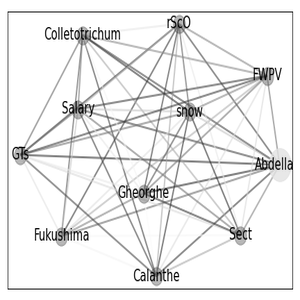 rScO
Colletotrichum
FWPV
Salary
snow
GTs
Abdella
Gheorghe
Fukushima
Sect
Calanthe